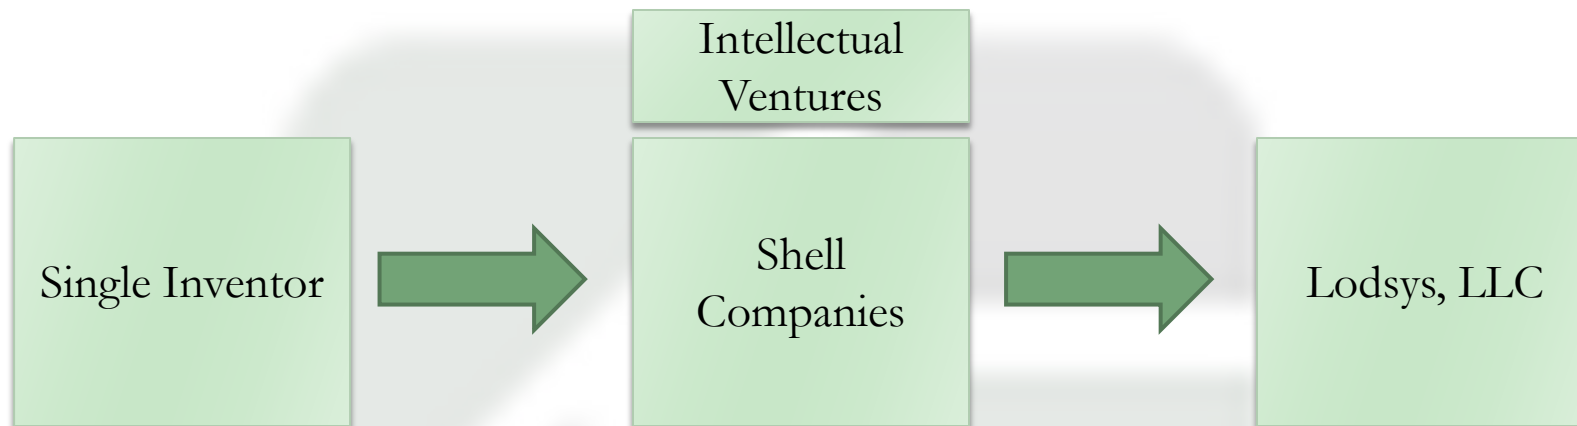 Intellectual
Ventures
Single Inventor
Shell
Companies
Lodsys, LLC